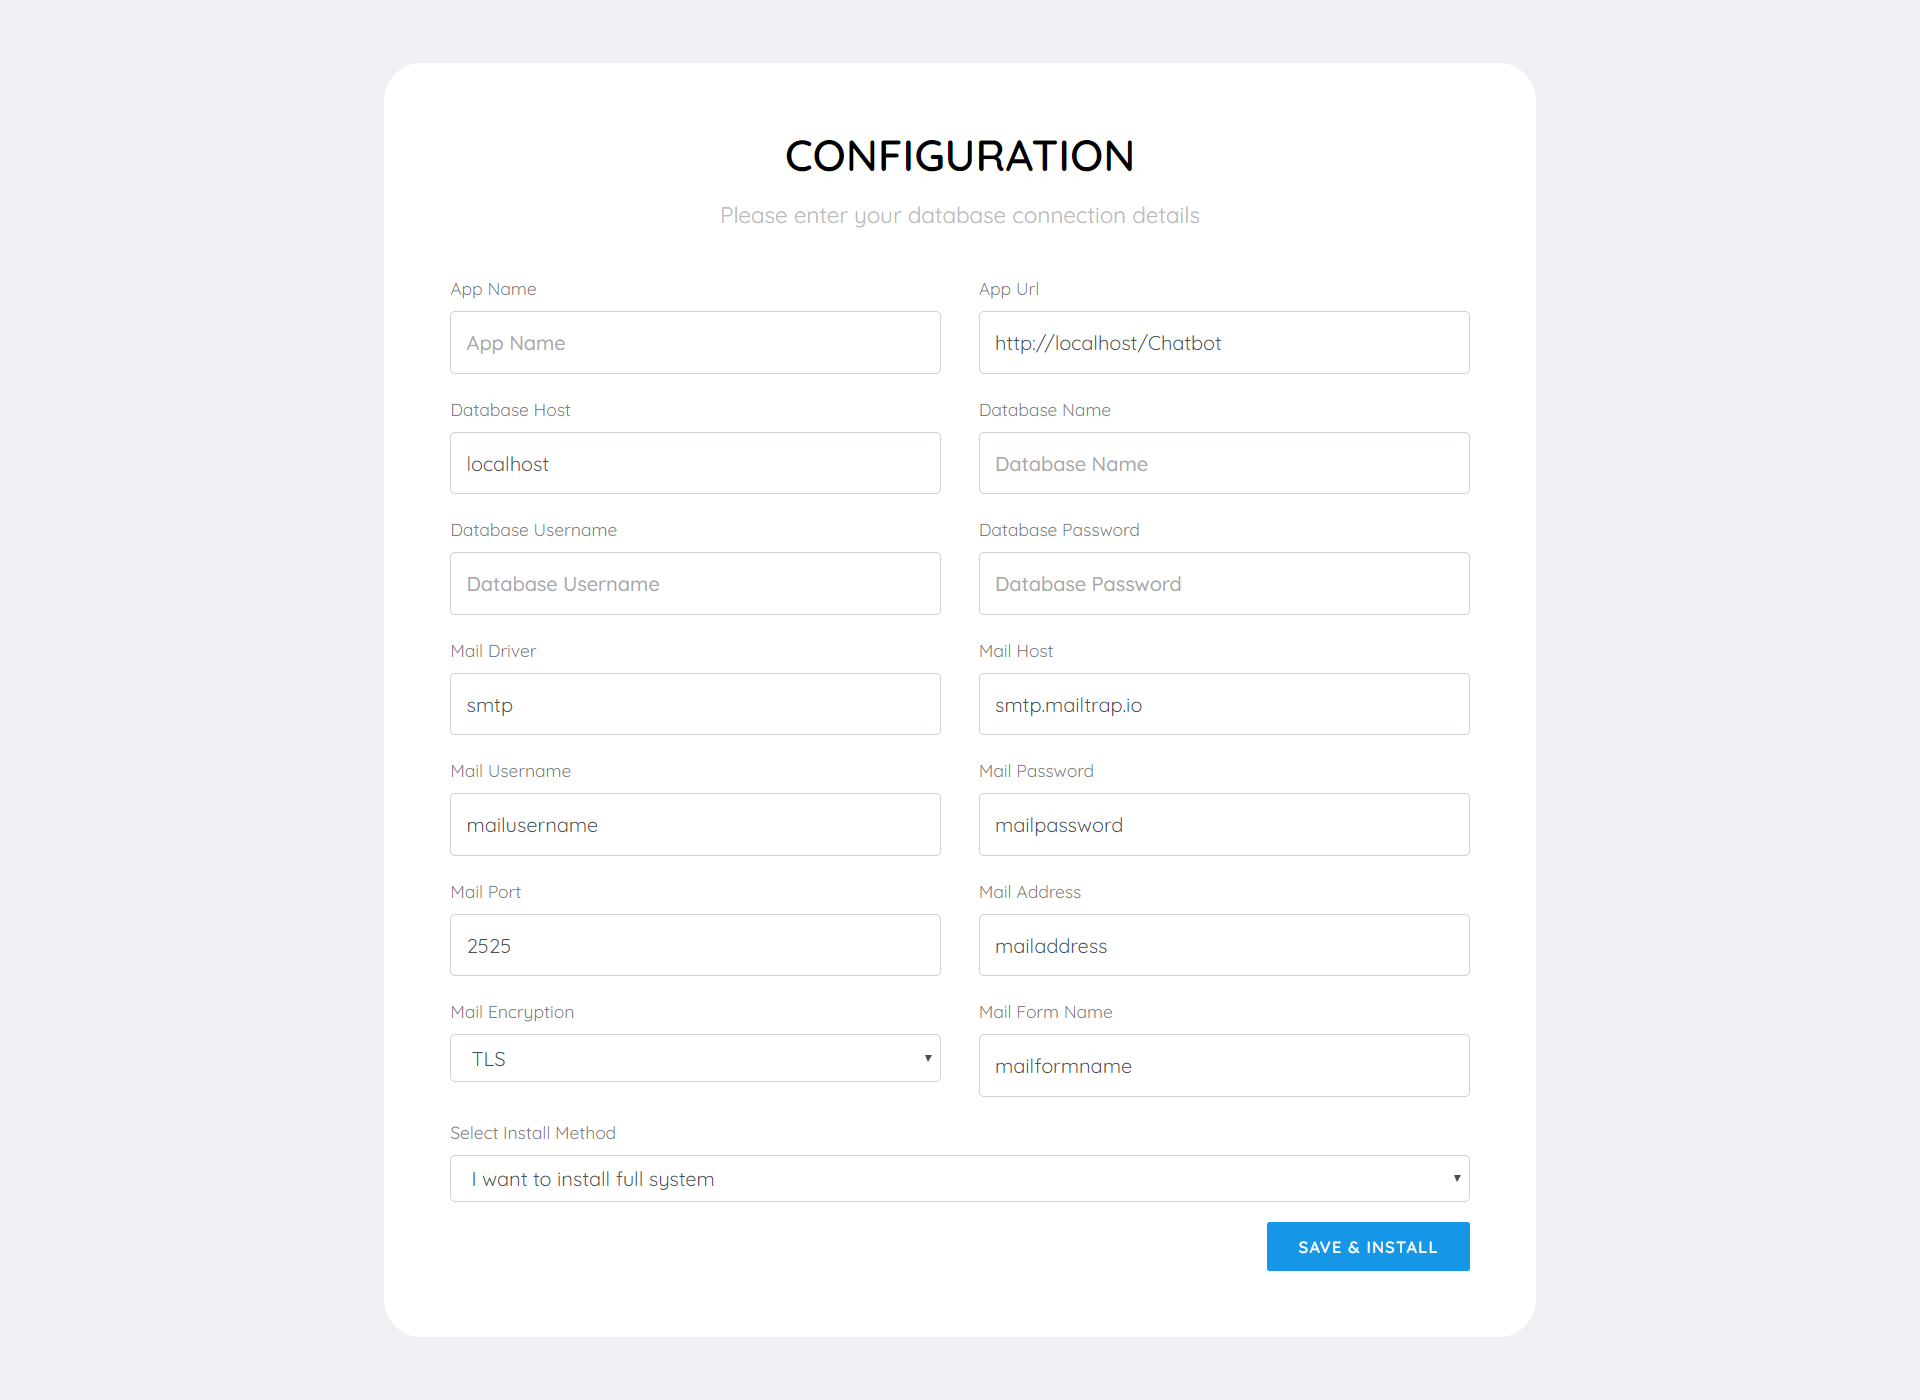 CONFIGURATION
Please enter your database connection details
App Name
App Url
App Name
http://localhost/Chatbot
Database Host
Database Name
localhost
Database Name
Database Username
Database Password
Database Username
Database Password
Mail Driver
Mail Host
smtp
smtp.mailtrap.io
Mail Username
Mail Password
mailusername
mailpassword
Mail Port
Mail Address
2525
mailaddress
Mail Encryption
Mail Form Name
TLS
mailformname
Select Install Method
I want to install full system
SAVE & INSTALL